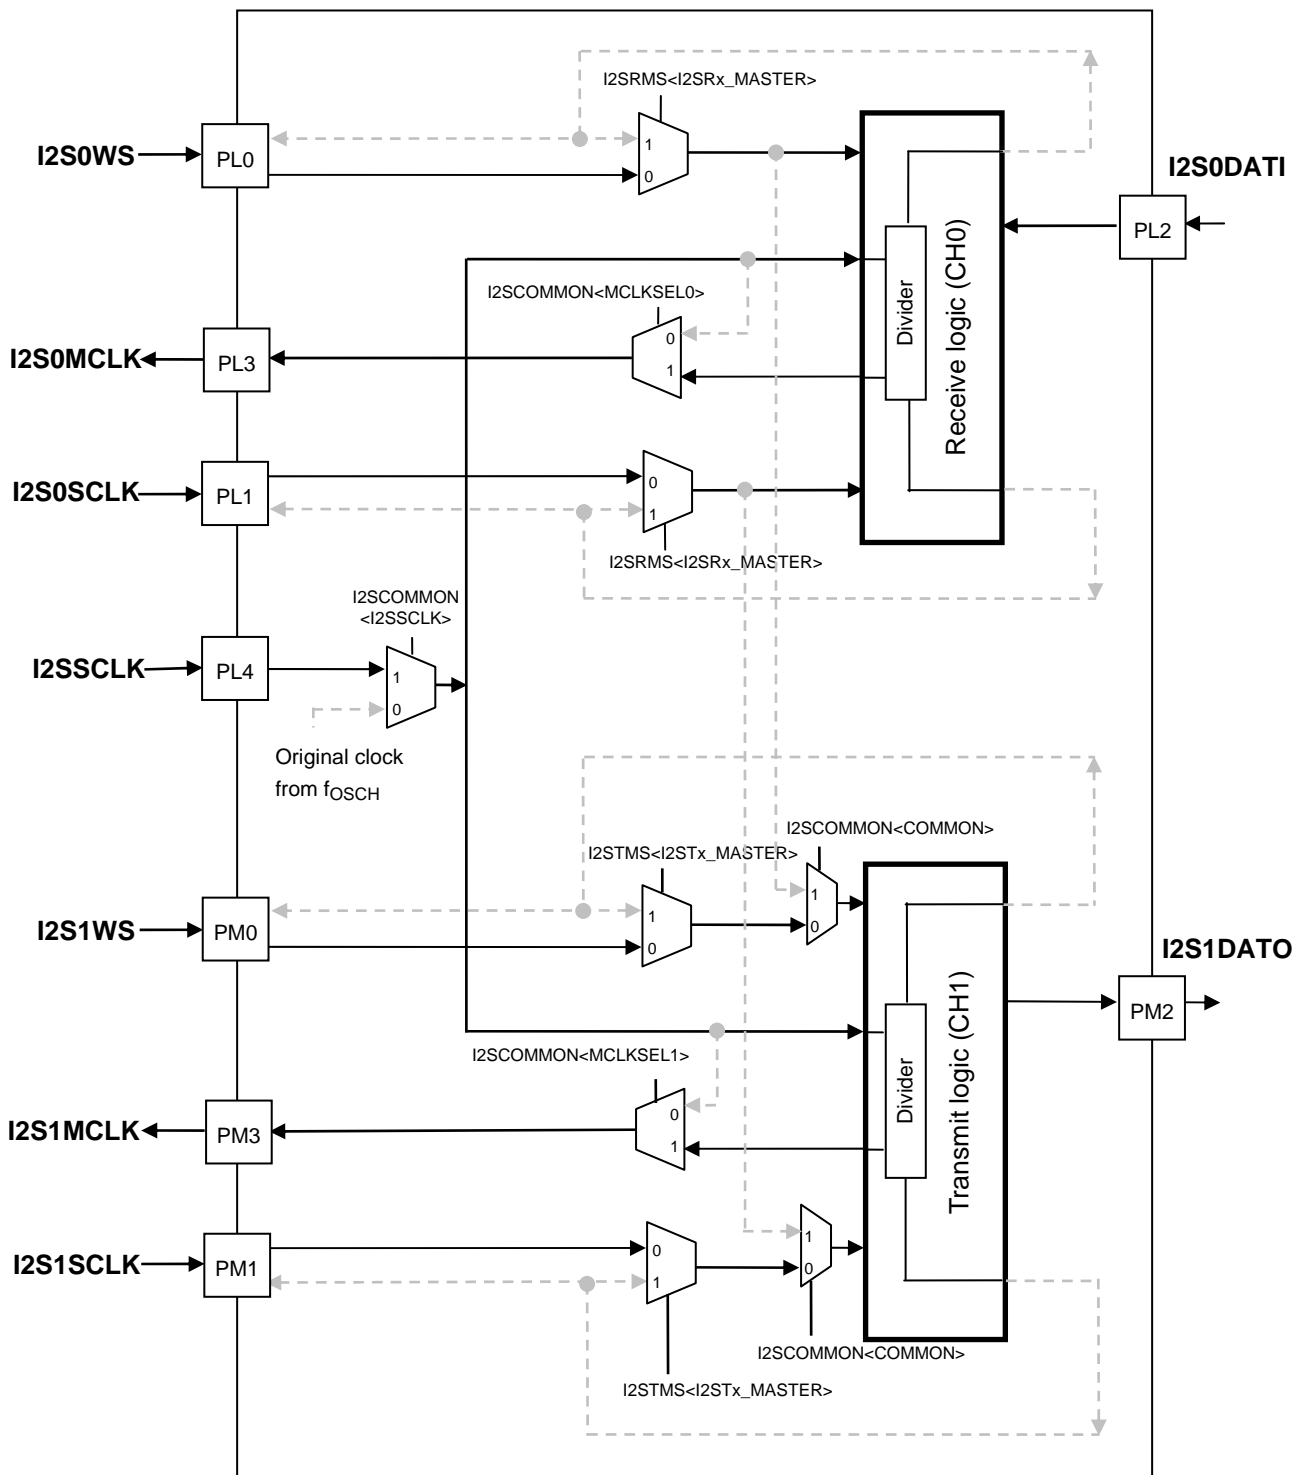 I2SRMS<I2SRx_MASTER>
I2S0WS
PL0
1
0
I2S0DATI
PL2
Receive logic (CH0)
Divider
I2SCOMMON<MCLKSEL0>
0
1
I2S0MCLK
PL3
I2S0SCLK
PL1
0
1
I2SRMS<I2SRx_MASTER>
I2SCOMMON
<I2SSCLK>
I2SSCLK
PL4
1
0
Original clock
from fOSCH
I2SCOMMON<COMMON>
I2STMS<I2STx_MASTER>
1
0
I2S1WS
PM0
1
0
I2S1DATO
PM2
Transmit logic (CH1)
Divider
I2SCOMMON<MCLKSEL1>
0
1
I2S1MCLK
PM3
I2S1SCLK
PM1
0
1
1
0
I2SCOMMON<COMMON>
I2STMS<I2STx_MASTER>